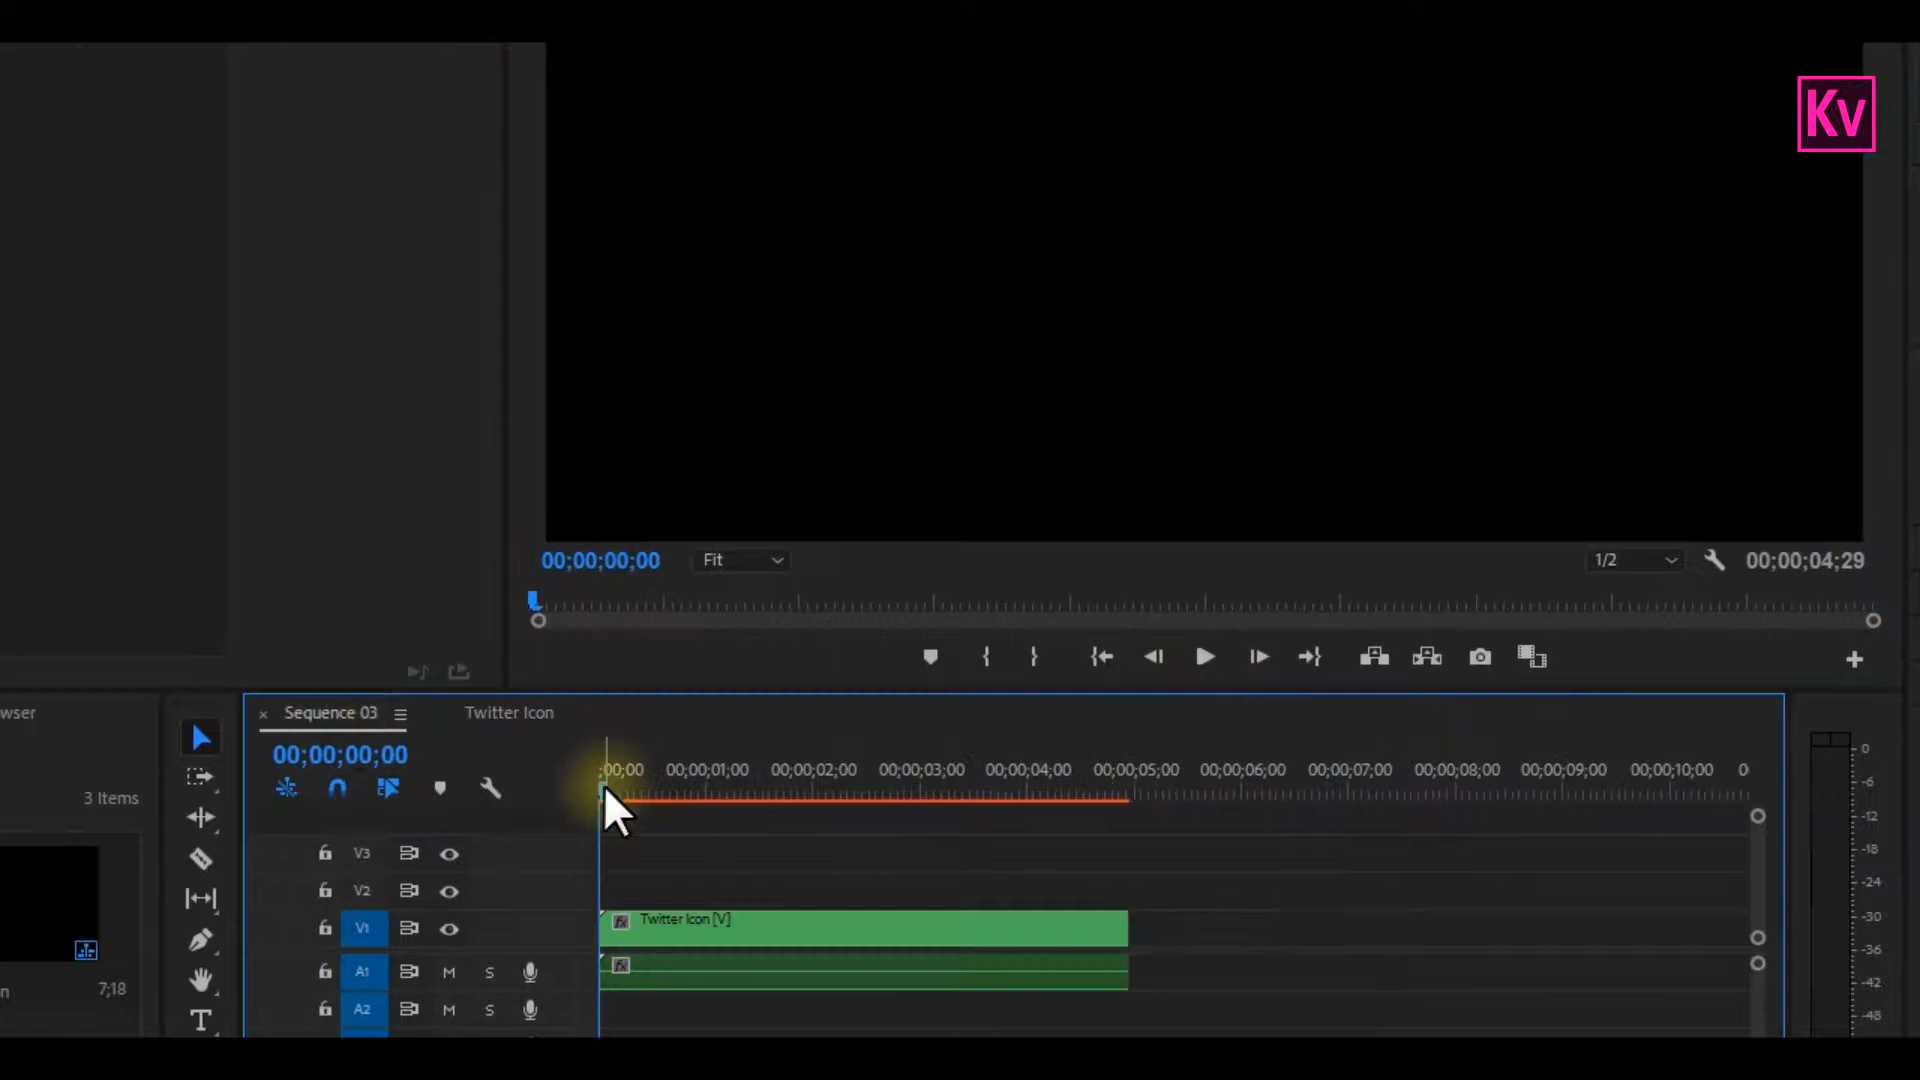 Kv
00;00;00;00
Fit
1/2
00;00;04;29
wser
Sequence 03
Twitter Icon
00;00;00;00
;00;00 00;00;01;00 00;00;02;00 00;00;03;00 00;00;04;00 00;00;05;00 00;00;06;00 00;00;07;00 00;00;08;00 00;00;09;00 00;00;10;00 0
3 Items
V3
V2
V1
fx Twitter Icon [V]
A1 M S
fx
A2 M S
n 7;18
0
-6
-12
-18
-24
-30
-36
-42
-48